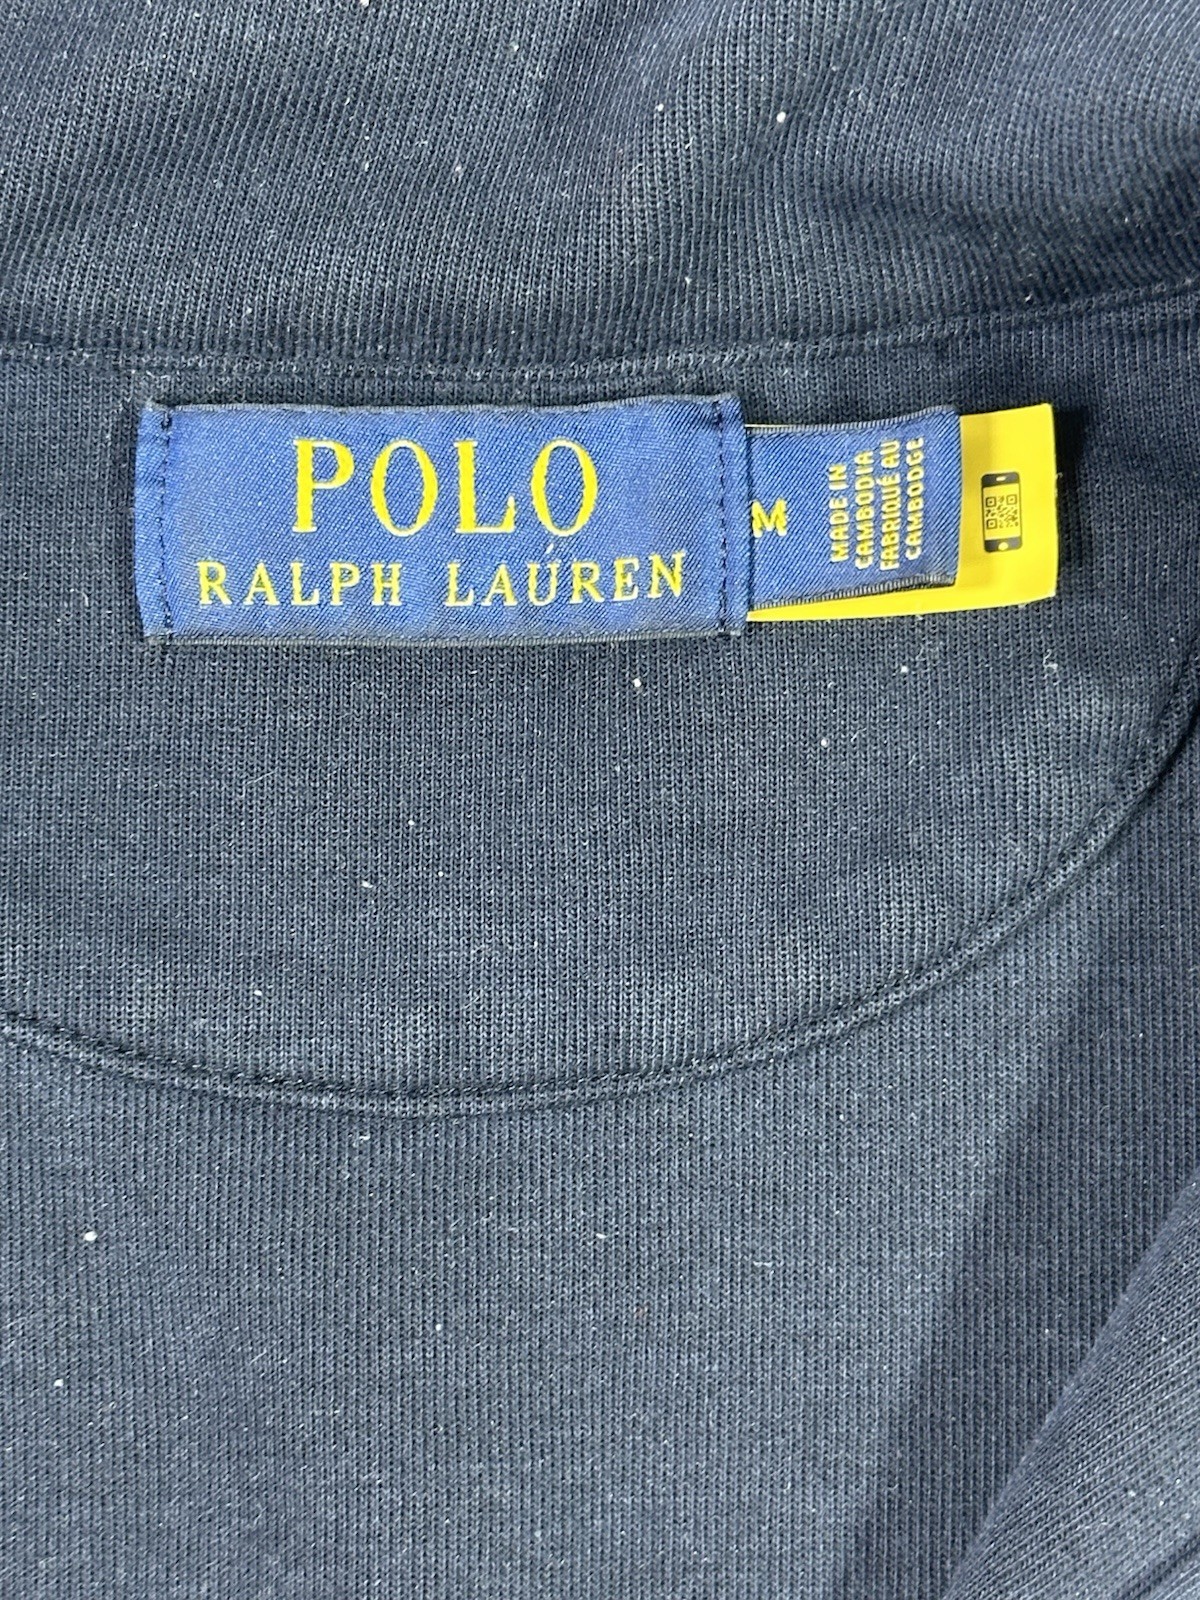 POLO
RALPH LAUREN
M
MADE IN
CAMBODIA
FABRIQUÉ AU
CAMBODGE